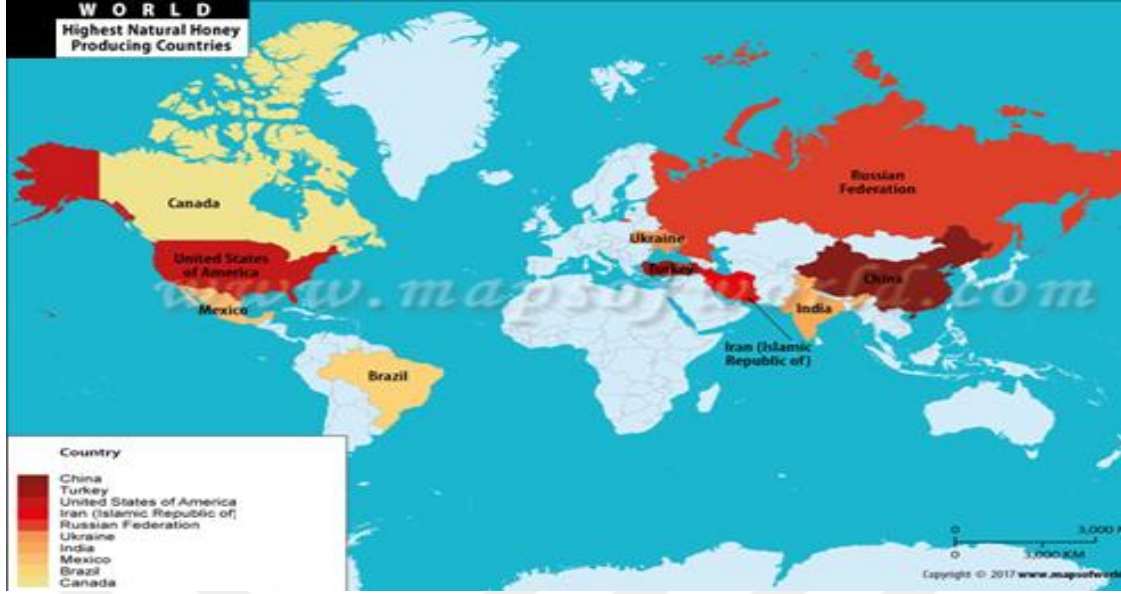 WORLD
Highest Natural Honey
Producing Countries
Canada
United States
of America
Mexico
Brazil
Russian
Federation
Ukraine
Turkey
China
India
Iran (Islamic
Republic of)
www.mapsofworld.com
Country
China
Turkey
United States of America
Iran (Islamic Republic of)
Russian Federation
Ukraine
India
Mexico
Brazil
Canada
0 3,000
0 3,000 KM
Copyright © 2017 www.mapsofworl